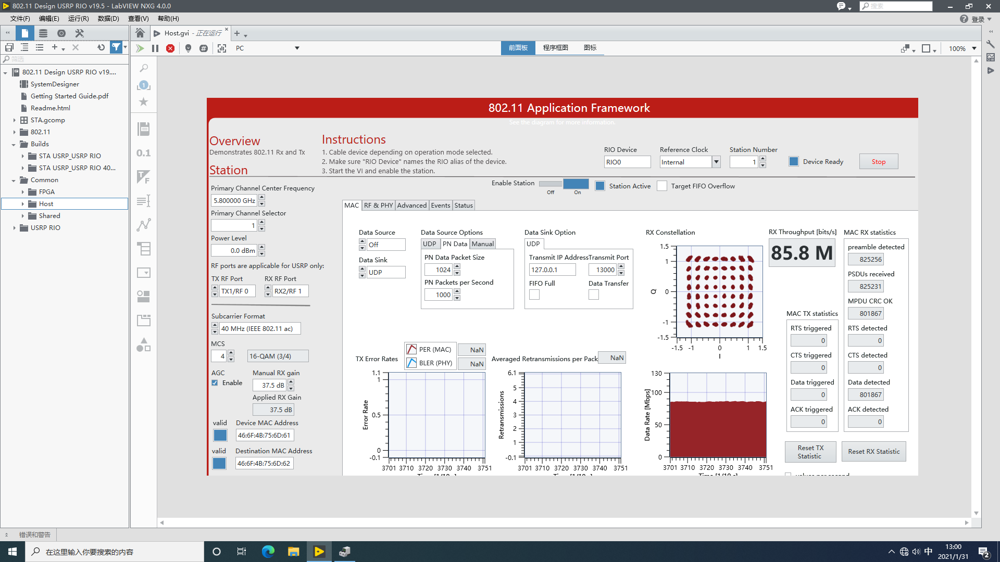 802.11 Design USRP RIO v19.5 - LabVIEW NXG 4.0.0
搜索
文件(F) 编辑(E) 运行(R) 数据(D) 查看(V) 帮助(H)
登录
Host.gvi - 正在运行
PC
前面板 程序框图 图标
100%
筛选
802.11 Design USRP RIO v19....
SystemDesigner
Getting Started Guide.pdf
Readme.html
STA.gcomp
802.11
Builds
STA USRP_USRP RIO
STA USRP_USRP RIO 40...
Common
FPGA
Host
Shared
USRP RIO
1
0.1
T F
802.11 Application Framework
See the diagram for more information.
Overview
Demonstrates 802.11 Rx and Tx
Instructions
1. Cable device depending on operation mode selected.
2. Make sure "RIO Device" names the RIO alias of the device.
3. Start the VI and enable the station.
RIO Device
RIO0
Reference Clock
Internal
Station Number
1
Device Ready
Stop
Station
Enable Station
Off On
Station Active
Target FIFO Overflow
Primary Channel Center Frequency
5.800000 GHz
Primary Channel Selector
1
Power Level
0.0 dBm
RF ports are applicable for USRP only:
TX RF Port RX RF Port
TX1/RF 0 RX2/RF 1
Subcarrier Format
40 MHz (IEEE 802.11 ac)
MCS
4 16-QAM (3/4)
AGC
Enable
Manual RX gain
37.5 dB
Applied RX Gain
37.5 dB
valid Device MAC Address
46:6F:4B:75:6D:61
valid Destination MAC Address
46:6F:4B:75:6D:62
MAC RF & PHY Advanced Events Status
Data Source
Off
Data Sink
UDP
Data Source Options
UDP PN Data Manual
PN Data Packet Size
1024
PN Packets per Second
1000
Data Sink Option
UDP
Transmit IP Address Transmit Port
127.0.0.1 13000
FIFO Full Data Transfer
RX Constellation
1.5
1
Q 0
-1
-1.5
-1.5 -1 0 1 1.5
I
RX Throughput [bits/s]
85.8 M
MAC RX statistics
preamble detected
825256
PSDUs received
825231
MPDU CRC OK
801867
RTS detected
0
CTS detected
0
Data detected
801867
ACK detected
0
MAC TX statistics
RTS triggered
0
CTS triggered
0
Data triggered
0
ACK triggered
0
Reset TX Statistic
Reset RX Statistic
values per second
TX Error Rates
PER (MAC) NaN
BLER (PHY) NaN
1.1
1
0.5
0
-0.1
Error Rate
3701 3710 3720 3730 3740 3751
Time [1/10 s]
Averaged Retransmissions per Pack
NaN
6.1
5
4
3
2
1
-0.1
Retransmissions
3701 3710 3720 3730 3740 3751
Time [1/10 s]
130
100
50
0
Data Rate [Mbps]
3701 3710 3720 3730 3740 3751
Time [1/10 s]
错误和警告
在这里输入你要搜索的内容
中
13:00
2021/1/31
2